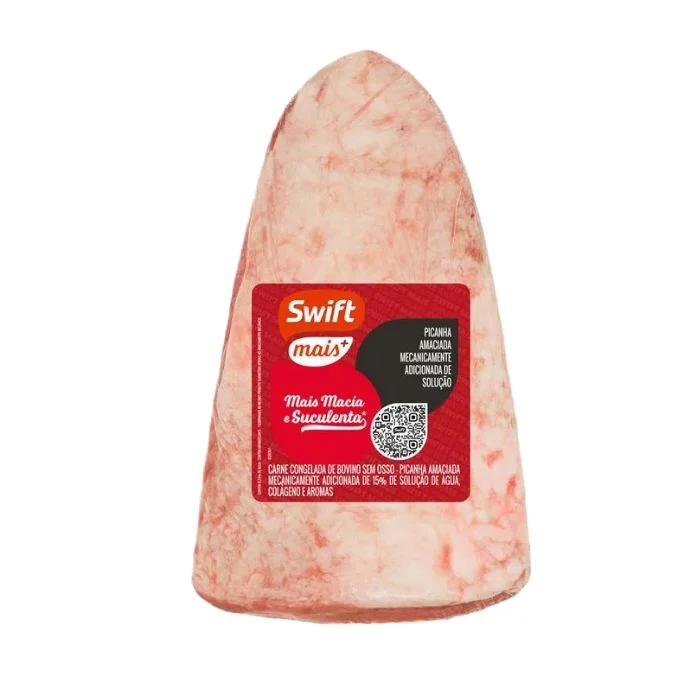 Swift
mais+
PICANHA
AMACIADA
MECANICAMENTE
ADICIONADA DE
SOLUÇÃO
Mais Macia
e Suculenta*
CARNE CONGELADA DE BOVINO SEM OSSO - PICANHA AMACIADA
MECANICAMENTE ADICIONADA DE 15% DE SOLUÇÃO DE ÁGUA,
COLÁGENO E AROMAS